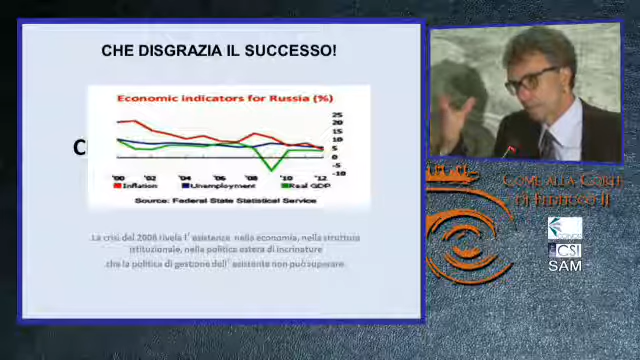 CHE DISGRAZIA IL SUCCESSO!
Economic indicators for Russia (%)
25
20
15
10
5
0
-5
-10
'00 '02 '04 '06 '08 '10 '12
Inflation Unemployment Real GDP
Source: Federal State Statistical Service
C
La crisi del 2008 rivela l' esistenza nella economia, nella struttura
istituzionale, nella politica estera di incrinature
che la politica di gestione dell' esistente non può superare.
COME ALLA CORTE
DI FEDERICO II
CSI
SAM